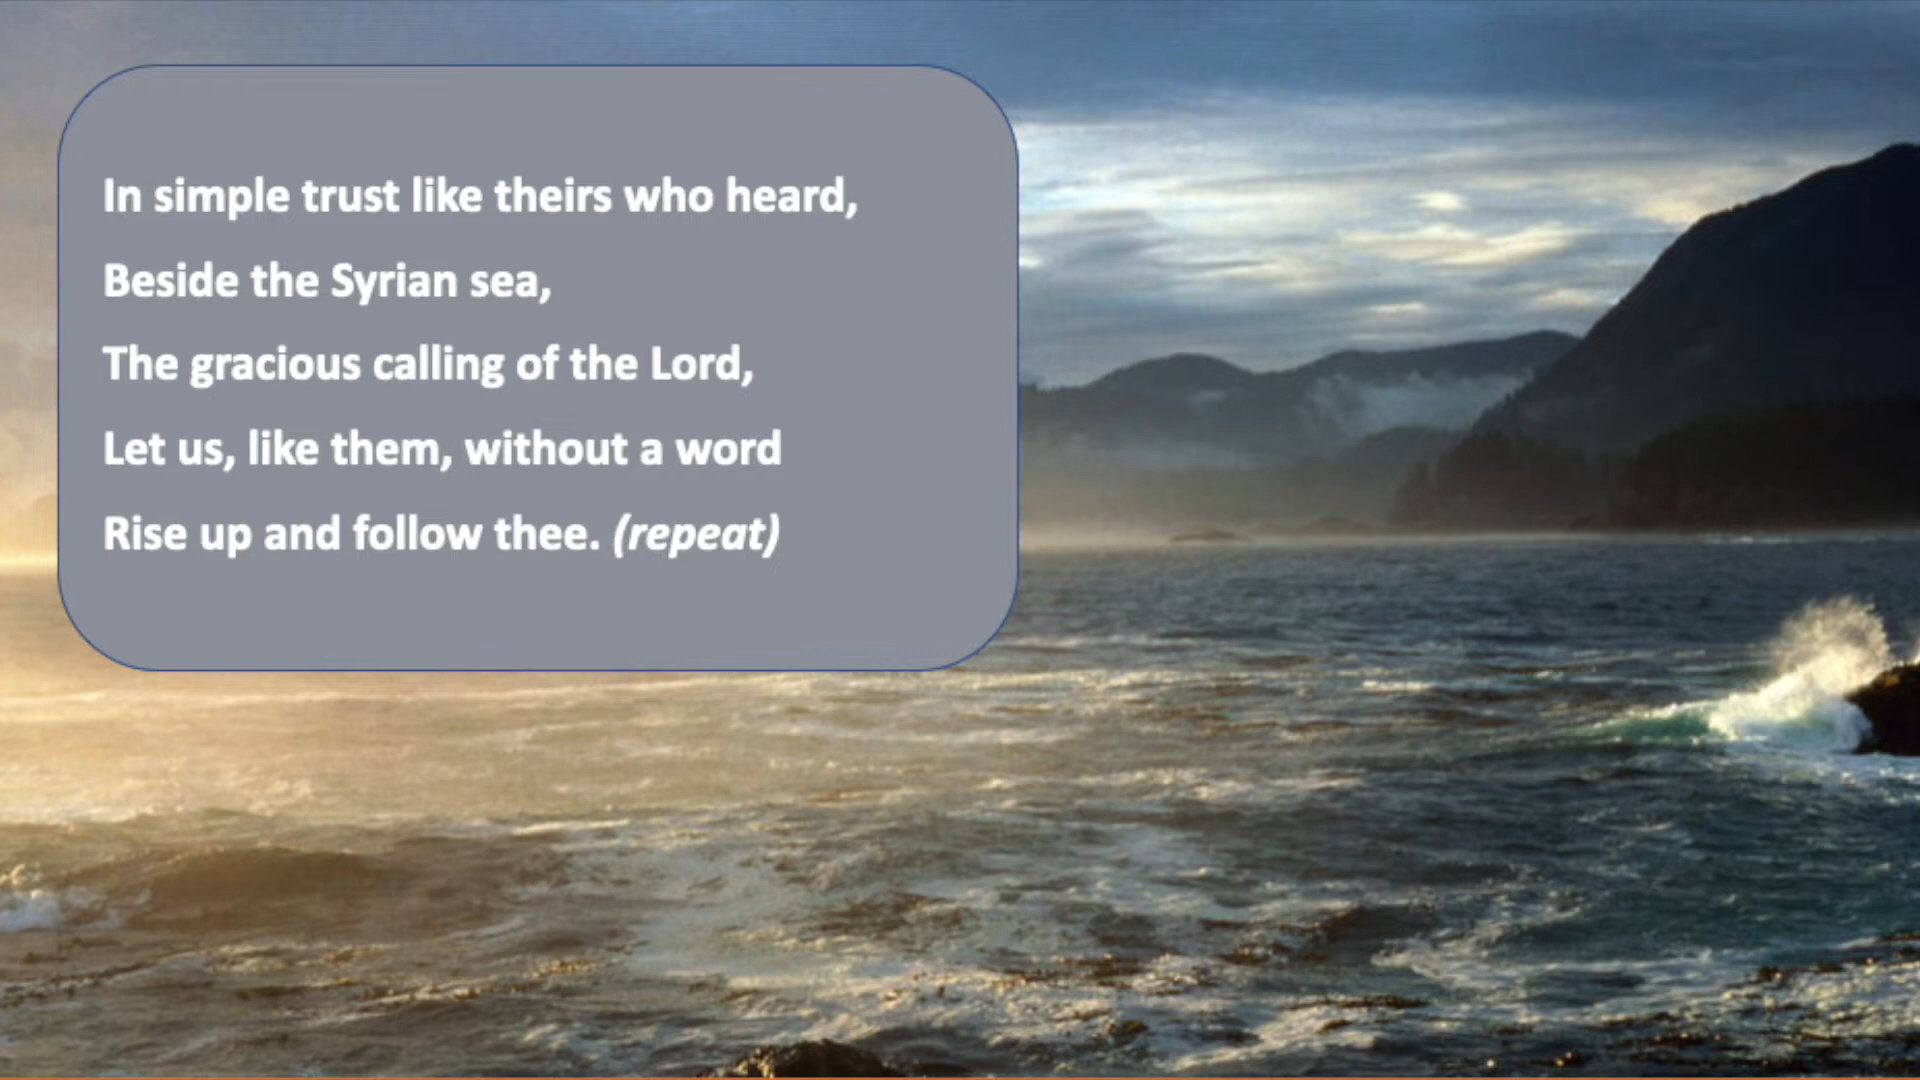 In simple trust like theirs who heard,
Beside the Syrian sea,
The gracious calling of the Lord,
Let us, like them, without a word
Rise up and follow thee. (repeat)